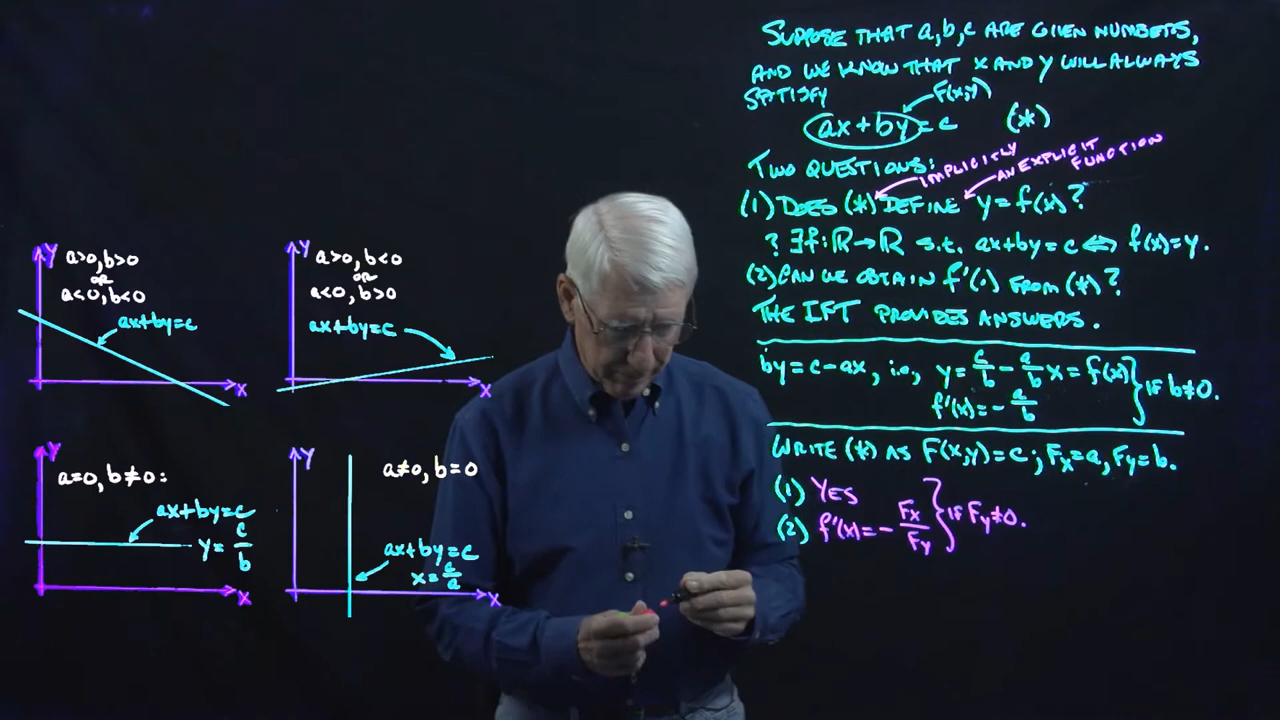 SUPPOSE THAT a, b, c ARE GIVEN NUMBERS,
AND WE KNOW THAT x AND y WILL ALWAYS
SATISFY
F(x,y)
ax+by=c (*)
TWO QUESTIONS:
IMPLICITLY
AN EXPLICIT
FUNCTION
(1) DOES (*) DEFINE y=f(x)?
? ∃f:ℝ→ℝ s.t. ax+by=c ⟺ f(x)=y.
(2) CAN WE OBTAIN f'(·) FROM (*)?
THE IFT PROVIDES ANSWERS.
by=c-ax, i.e., y=c/b-a/b x=f(x)
f'(x)=-a/b } IF b≠0.
WRITE (*) AS F(x,y)=c; Fx=a, Fy=b.
(1) YES
(2) f'(x)=-Fx/Fy } IF Fy≠0.
Y
a>0, b>0
OR
a<0, b<0
ax+by=c
X
Y
a>0, b<0
OR
a<0, b>0
ax+by=c
X
Y
a=0, b≠0:
ax+by=c
y=c/b
X
Y
a≠0, b=0
ax+by=c
x=c/a
X